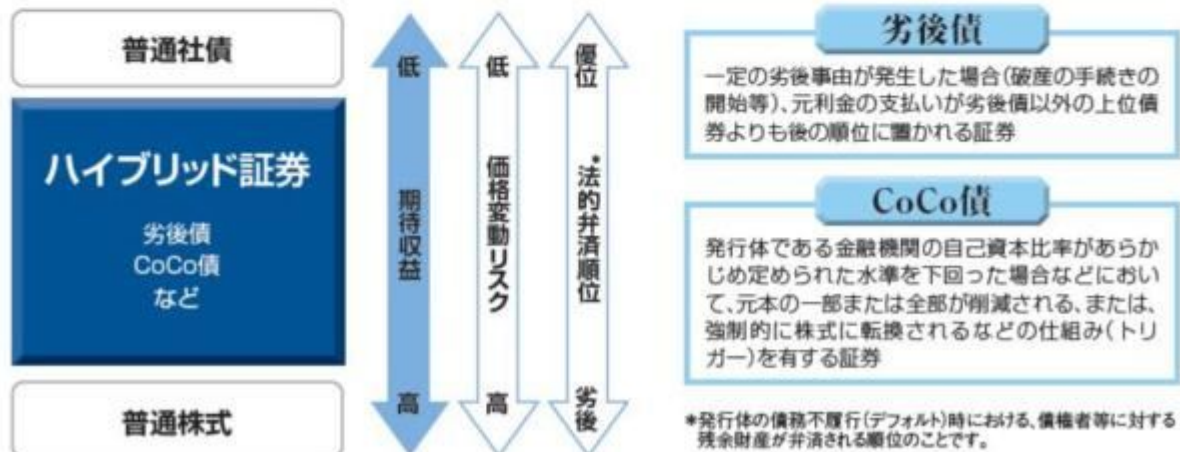 普通社債
ハイブリッド証券
劣後債
CoCo債
など
普通株式
低
期待収益
高
低
価格変動リスク
高
優位
*法的弁済順位
劣後
劣後債
一定の劣後事由が発生した場合(破産の手続きの
開始等)、元利金の支払いが劣後債以外の上位債
券よりも後の順位に置かれる証券
CoCo債
発行体である金融機関の自己資本比率があらか
じめ定められた水準を下回った場合などにおい
て、元本の一部または全部が削減される、または、
強制的に株式に転換されるなどの仕組み(トリ
ガー)を有する証券
*発行体の債務不履行(デフォルト)時における、債権者等に対する
残余財産が弁済される順位のことです。